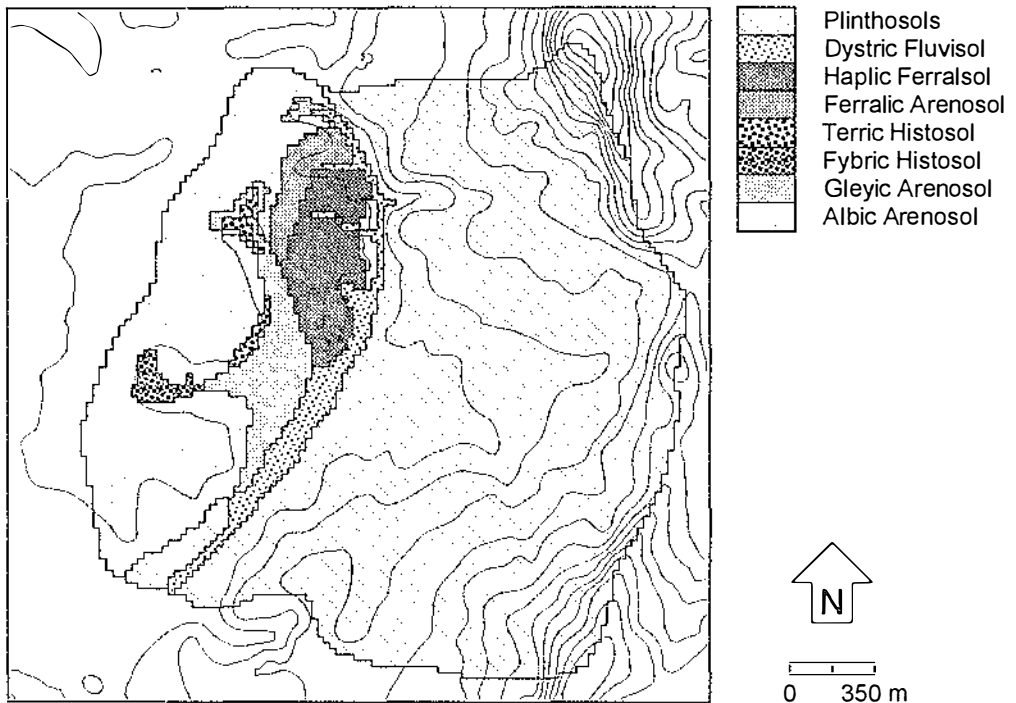 Plinthosols
Dystric Fluvisol
Haplic Ferralsol
Ferralic Arenosol
Terric Histosol
Fybric Histosol
Gleyic Arenosol
Albic Arenosol
N
0 350 m